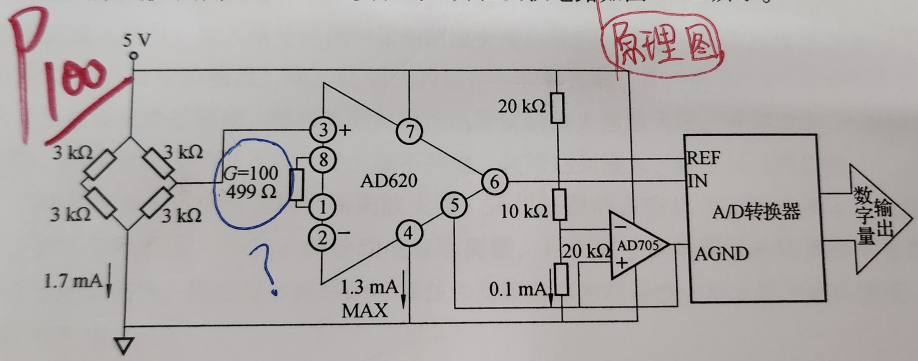 P100
原理图
5 V
20 kΩ
3 kΩ
3 kΩ
3
+
7
8
G=100
499 Ω
AD620
6
REF
IN
A/D转换器
数字量
输出
3 kΩ
3 kΩ
1
5
10 kΩ
2
−
4
−
AD705
+
20 kΩ
AGND
?
1.7 mA
1.3 mA
MAX
0.1 mA